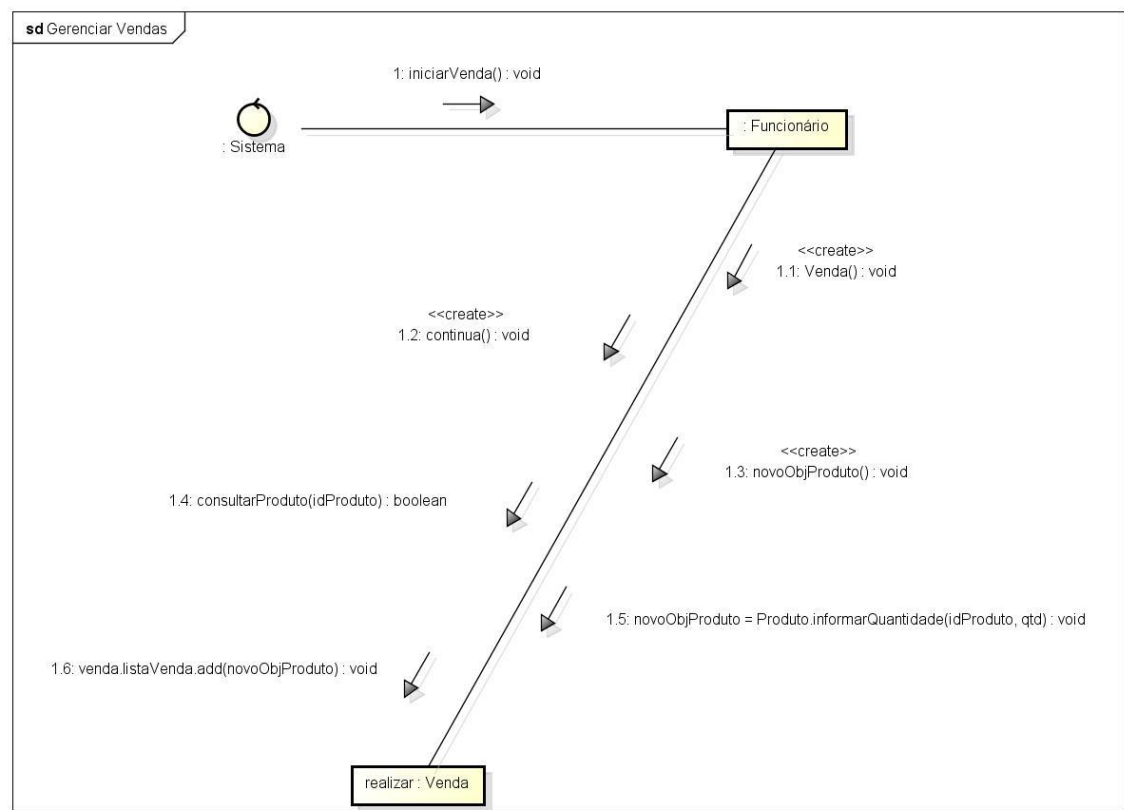 sd Gerenciar Vendas
1: iniciarVenda() : void
: Sistema
: Funcionário
<<create>>
1.1: Venda() : void
<<create>>
1.2: continua() : void
<<create>>
1.3: novoObjProduto() : void
1.4: consultarProduto(idProduto) : boolean
1.5: novoObjProduto = Produto.informarQuantidade(idProduto, qtd) : void
1.6: venda.listaVenda.add(novoObjProduto) : void
realizar : Venda